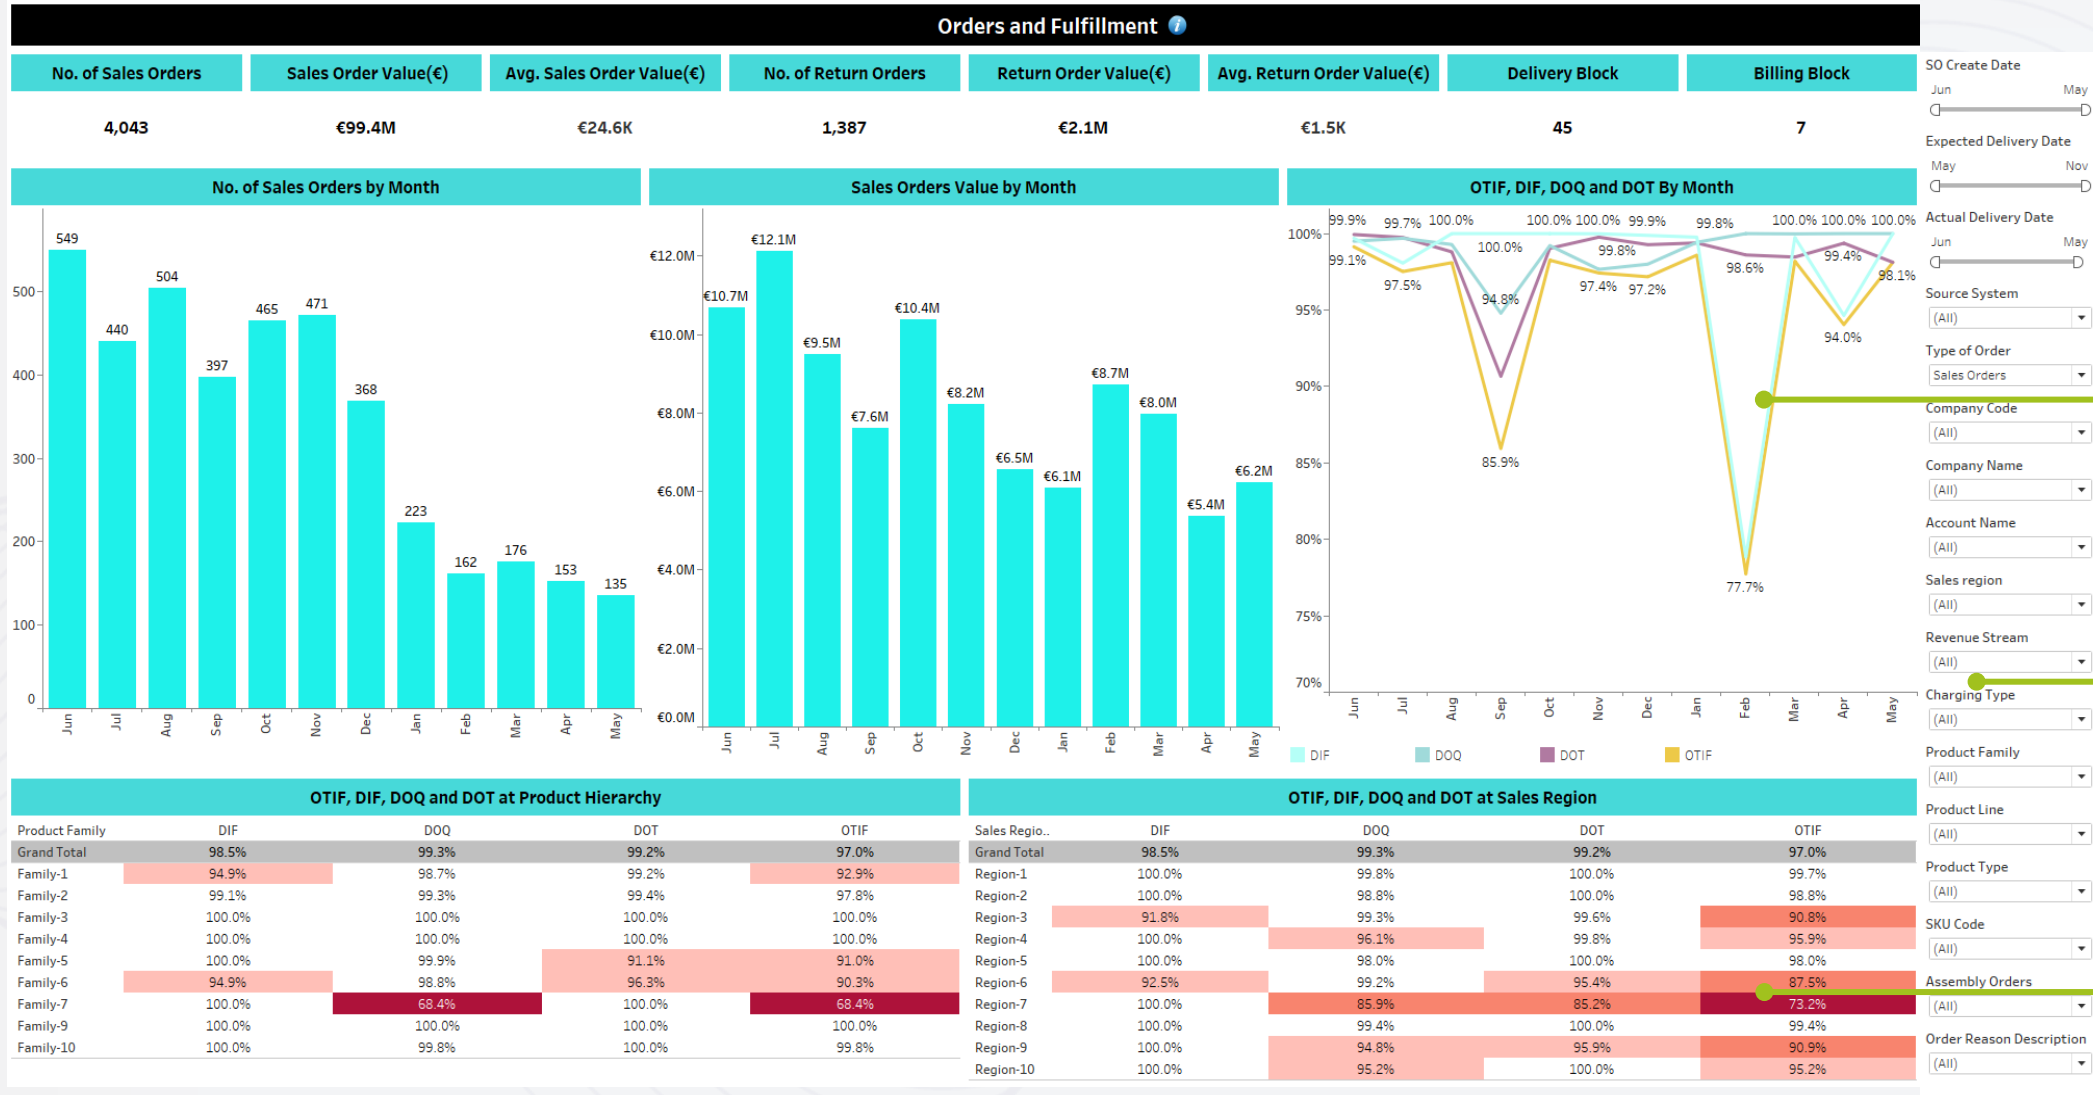 Orders and Fulfillment
No. of Sales Orders
Sales Order Value(€)
Avg. Sales Order Value(€)
No. of Return Orders
Return Order Value(€)
Avg. Return Order Value(€)
Delivery Block
Billing Block
4,043
€99.4M
€24.6K
1,387
€2.1M
€1.5K
45
7
No. of Sales Orders by Month
500
400
300
200
100
0
549
440
504
397
465
471
368
223
162
176
153
135
Jun
Jul
Aug
Sep
Oct
Nov
Dec
Jan
Feb
Mar
Apr
May
Sales Orders Value by Month
€12.0M
€10.0M
€8.0M
€6.0M
€4.0M
€2.0M
€0.0M
€10.7M
€12.1M
€9.5M
€7.6M
€10.4M
€8.2M
€6.5M
€6.1M
€8.7M
€8.0M
€5.4M
€6.2M
Jun
Jul
Aug
Sep
Oct
Nov
Dec
Jan
Feb
Mar
Apr
May
OTIF, DIF, DOQ and DOT By Month
100%
95%
90%
85%
80%
75%
70%
99.9%
99.7%
100.0%
100.0%
100.0%
99.9%
99.8%
100.0%
100.0%
100.0%
100.0%
99.8%
99.1%
97.5%
94.8%
97.4%
97.2%
98.6%
99.4%
98.1%
94.0%
85.9%
77.7%
Jun
Jul
Aug
Sep
Oct
Nov
Dec
Jan
Feb
Mar
Apr
May
DIF
DOQ
DOT
OTIF
OTIF, DIF, DOQ and DOT at Product Hierarchy
Product Family DIF DOQ DOT OTIF
Grand Total 98.5% 99.3% 99.2% 97.0%
Family-1 94.9% 98.7% 99.2% 92.9%
Family-2 99.1% 99.3% 99.4% 97.8%
Family-3 100.0% 100.0% 100.0% 100.0%
Family-4 100.0% 100.0% 100.0% 100.0%
Family-5 100.0% 99.9% 91.1% 91.0%
Family-6 94.9% 98.8% 96.3% 90.3%
Family-7 100.0% 68.4% 100.0% 68.4%
Family-9 100.0% 100.0% 100.0% 100.0%
Family-10 100.0% 99.8% 100.0% 99.8%
OTIF, DIF, DOQ and DOT at Sales Region
Sales Regio.. DIF DOQ DOT OTIF
Grand Total 98.5% 99.3% 99.2% 97.0%
Region-1 100.0% 99.8% 100.0% 99.7%
Region-2 100.0% 98.8% 100.0% 98.8%
Region-3 91.8% 99.3% 99.6% 90.8%
Region-4 100.0% 96.1% 99.8% 95.9%
Region-5 100.0% 98.0% 100.0% 98.0%
Region-6 92.5% 99.2% 95.4% 87.5%
Region-7 100.0% 85.9% 85.2% 73.2%
Region-8 100.0% 99.4% 100.0% 99.4%
Region-9 100.0% 94.8% 95.9% 90.9%
Region-10 100.0% 95.2% 100.0% 95.2%
SO Create Date
Jun May
Expected Delivery Date
May Nov
Actual Delivery Date
Jun May
Source System
(All)
Type of Order
Sales Orders
Company Code
(All)
Company Name
(All)
Account Name
(All)
Sales region
(All)
Revenue Stream
(All)
Charging Type
(All)
Product Family
(All)
Product Line
(All)
Product Type
(All)
SKU Code
(All)
Assembly Orders
(All)
Order Reason Description
(All)